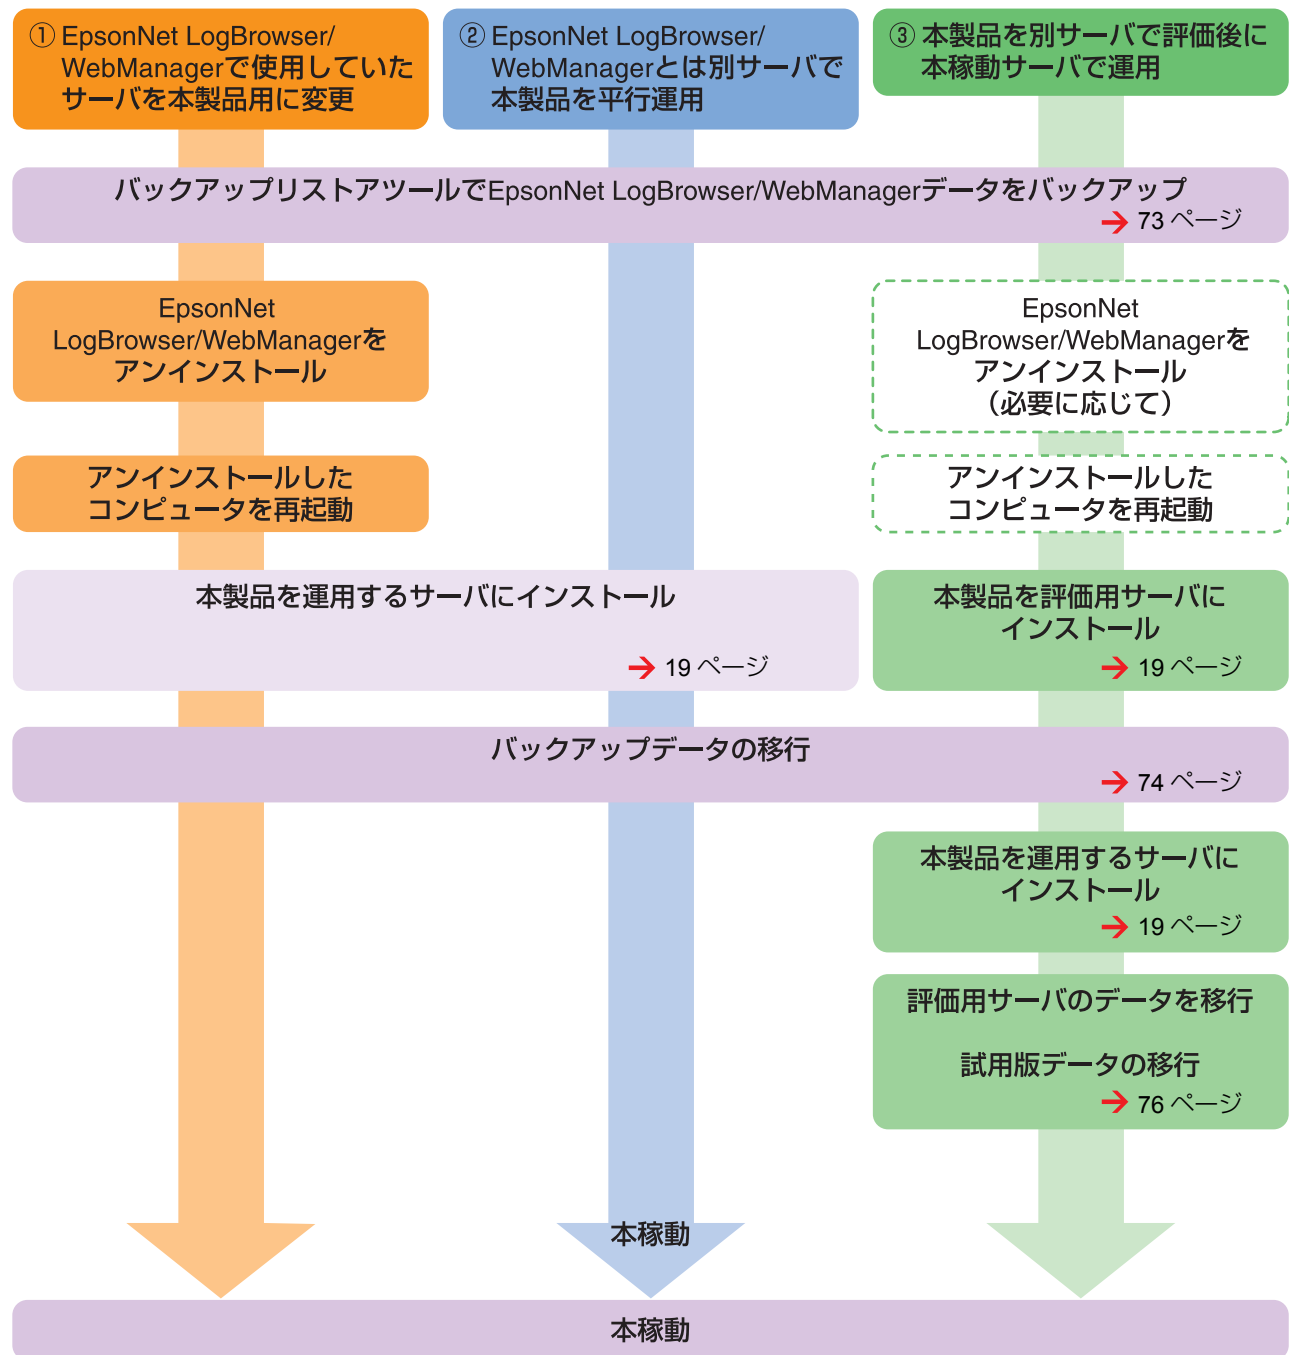 ① EpsonNet LogBrowser/
WebManagerで使用していた
サーバを本製品用に変更
② EpsonNet LogBrowser/
WebManagerとは別サーバで
本製品を平行運用
③ 本製品を別サーバで評価後に
本稼動サーバで運用
バックアップリストアツールでEpsonNet LogBrowser/WebManagerデータをバックアップ
→ 73 ページ
EpsonNet
LogBrowser/WebManagerを
アンインストール
EpsonNet
LogBrowser/WebManagerを
アンインストール
（必要に応じて）
アンインストールした
コンピュータを再起動
アンインストールした
コンピュータを再起動
本製品を運用するサーバにインストール
→ 19 ページ
本製品を評価用サーバに
インストール
→ 19 ページ
バックアップデータの移行
→ 74 ページ
本製品を運用するサーバに
インストール
→ 19 ページ
評価用サーバのデータを移行
試用版データの移行
→ 76 ページ
本稼動
本稼動